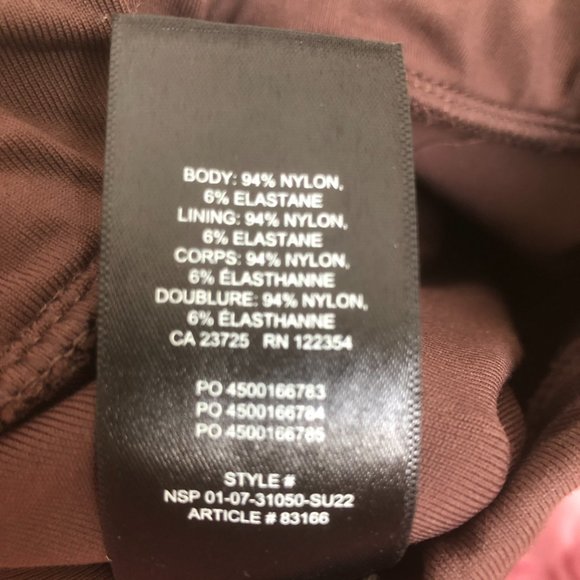 BODY: 94% NYLON,
6% ELASTANE
LINING: 94% NYLON,
6% ELASTANE
CORPS: 94% NYLON,
6% ÉLASTHANNE
DOUBLURE: 94% NYLON,
6% ÉLASTHANNE
CA 23725 RN 122354
PO 4500166783
PO 4500166784
PO 4500166785
STYLE #
NSP 01-07-31050-SU22
ARTICLE # 83166